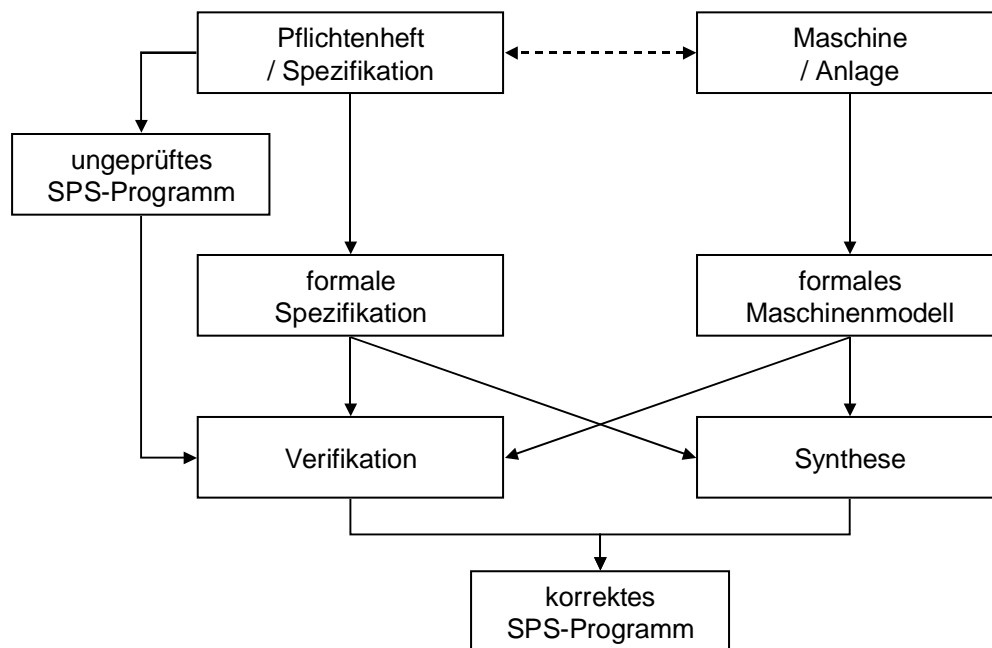 Pflichtenheft
/ Spezifikation
Maschine
/ Anlage
ungeprüftes
SPS-Programm
formale
Spezifikation
formales
Maschinenmodell
Verifikation
Synthese
korrektes
SPS-Programm